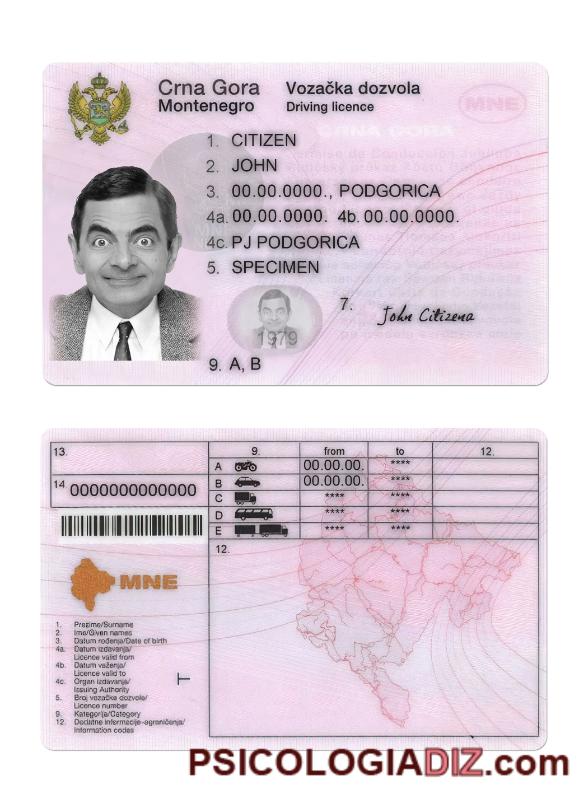 Crna Gora
Montenegro
Vozačka dozvola
Driving licence
MNE
CRNA GORA
1. CITIZEN
2. JOHN
3. 00.00.0000., PODGORICA
4a. 00.00.0000. 4b. 00.00.0000.
4c. PJ PODGORICA
5. SPECIMEN
7. John Citizena
1979
9. A, B
13.
14. 0000000000000
9. from to 12.
A 00.00.00. ****
B 00.00.00. ****
C **** ****
D **** ****
E **** ****
12.
MNE
1. Prezime/Surname
2. Ime/Given names
3. Datum rođenja/Date of birth
4a. Datum izdavanja/
Licence valid from
4b. Datum važenja/
Licence valid to
4c. Organ izdavanja/
Issuing Authority
5. Broj vozačke dozvole/
Licence number
9. Kategorija/Category
12. Dodatne informacije-ograničenja/
Information codes
T
PSICOLOGIADIZ.com